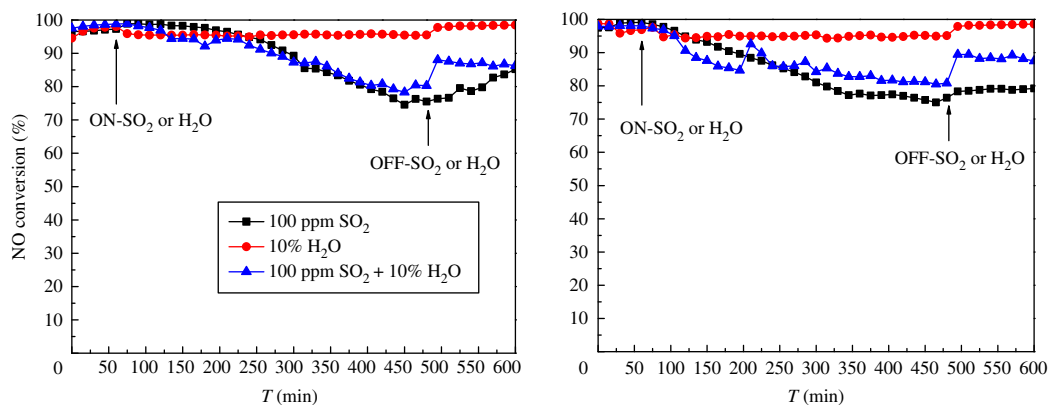 100
90
80
70
60
50
40
30
20
10
0
NO conversion (%)
ON-SO₂ or H₂O
OFF-SO₂ or H₂O
100 ppm SO₂
10% H₂O
100 ppm SO₂ + 10% H₂O
50 100 150 200 250 300 350 400 450 500 550 600
T (min)
100
90
80
70
60
50
40
30
20
10
0
ON-SO₂ or H₂O
OFF-SO₂ or H₂O
50 100 150 200 250 300 350 400 450 500 550 600
T (min)